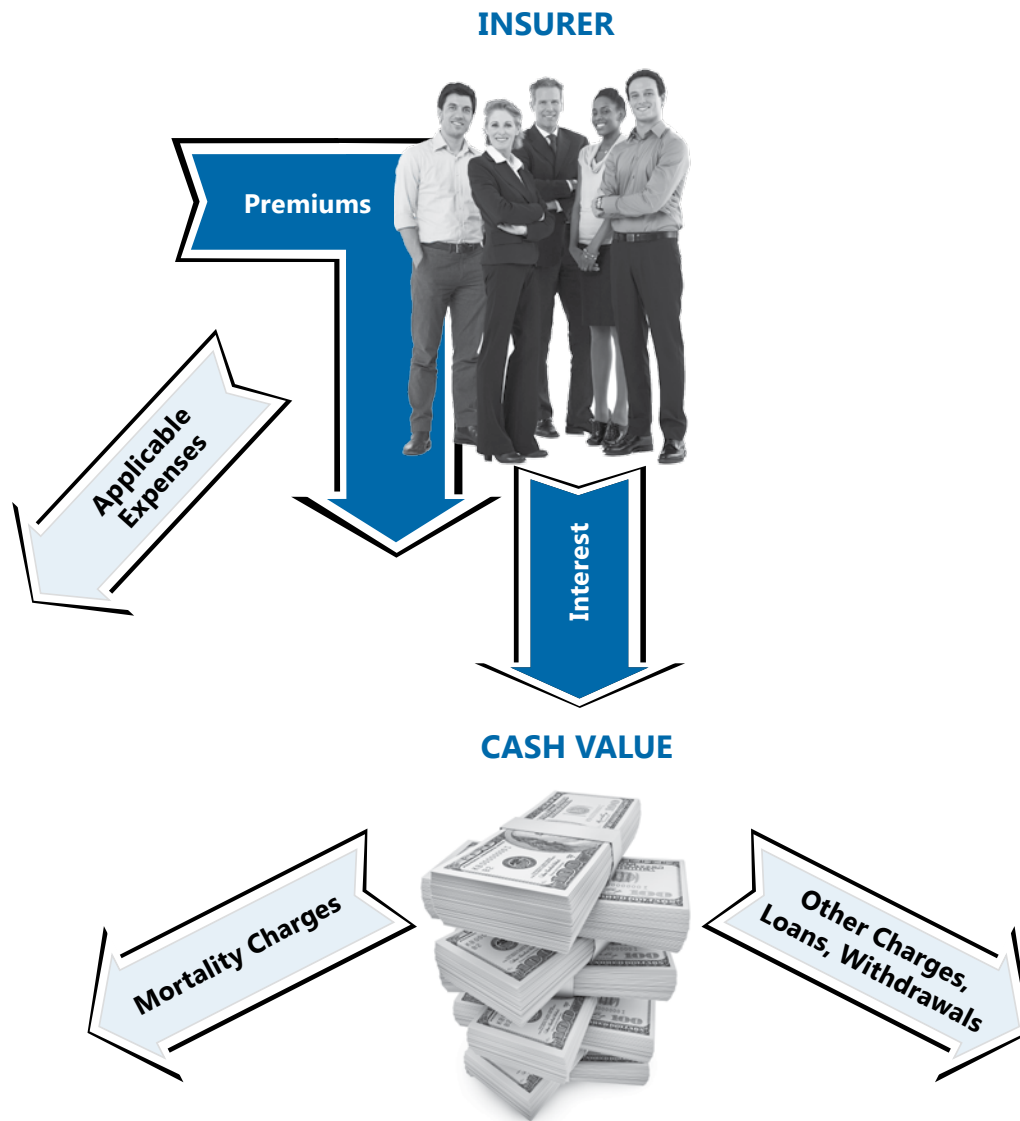 INSURER
Premiums
Applicable
Expenses
Interest
CASH VALUE
Mortality Charges
Other Charges,
Loans, Withdrawals